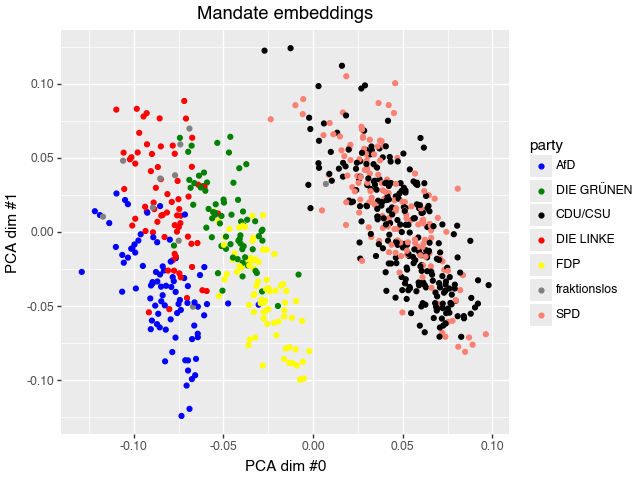 Mandate embeddings
0.10
0.05
0.00
-0.05
-0.10
PCA dim #1
-0.10
-0.05
0.00
0.05
0.10
PCA dim #0
party
AfD
DIE GRÜNEN
CDU/CSU
DIE LINKE
FDP
fraktionslos
SPD